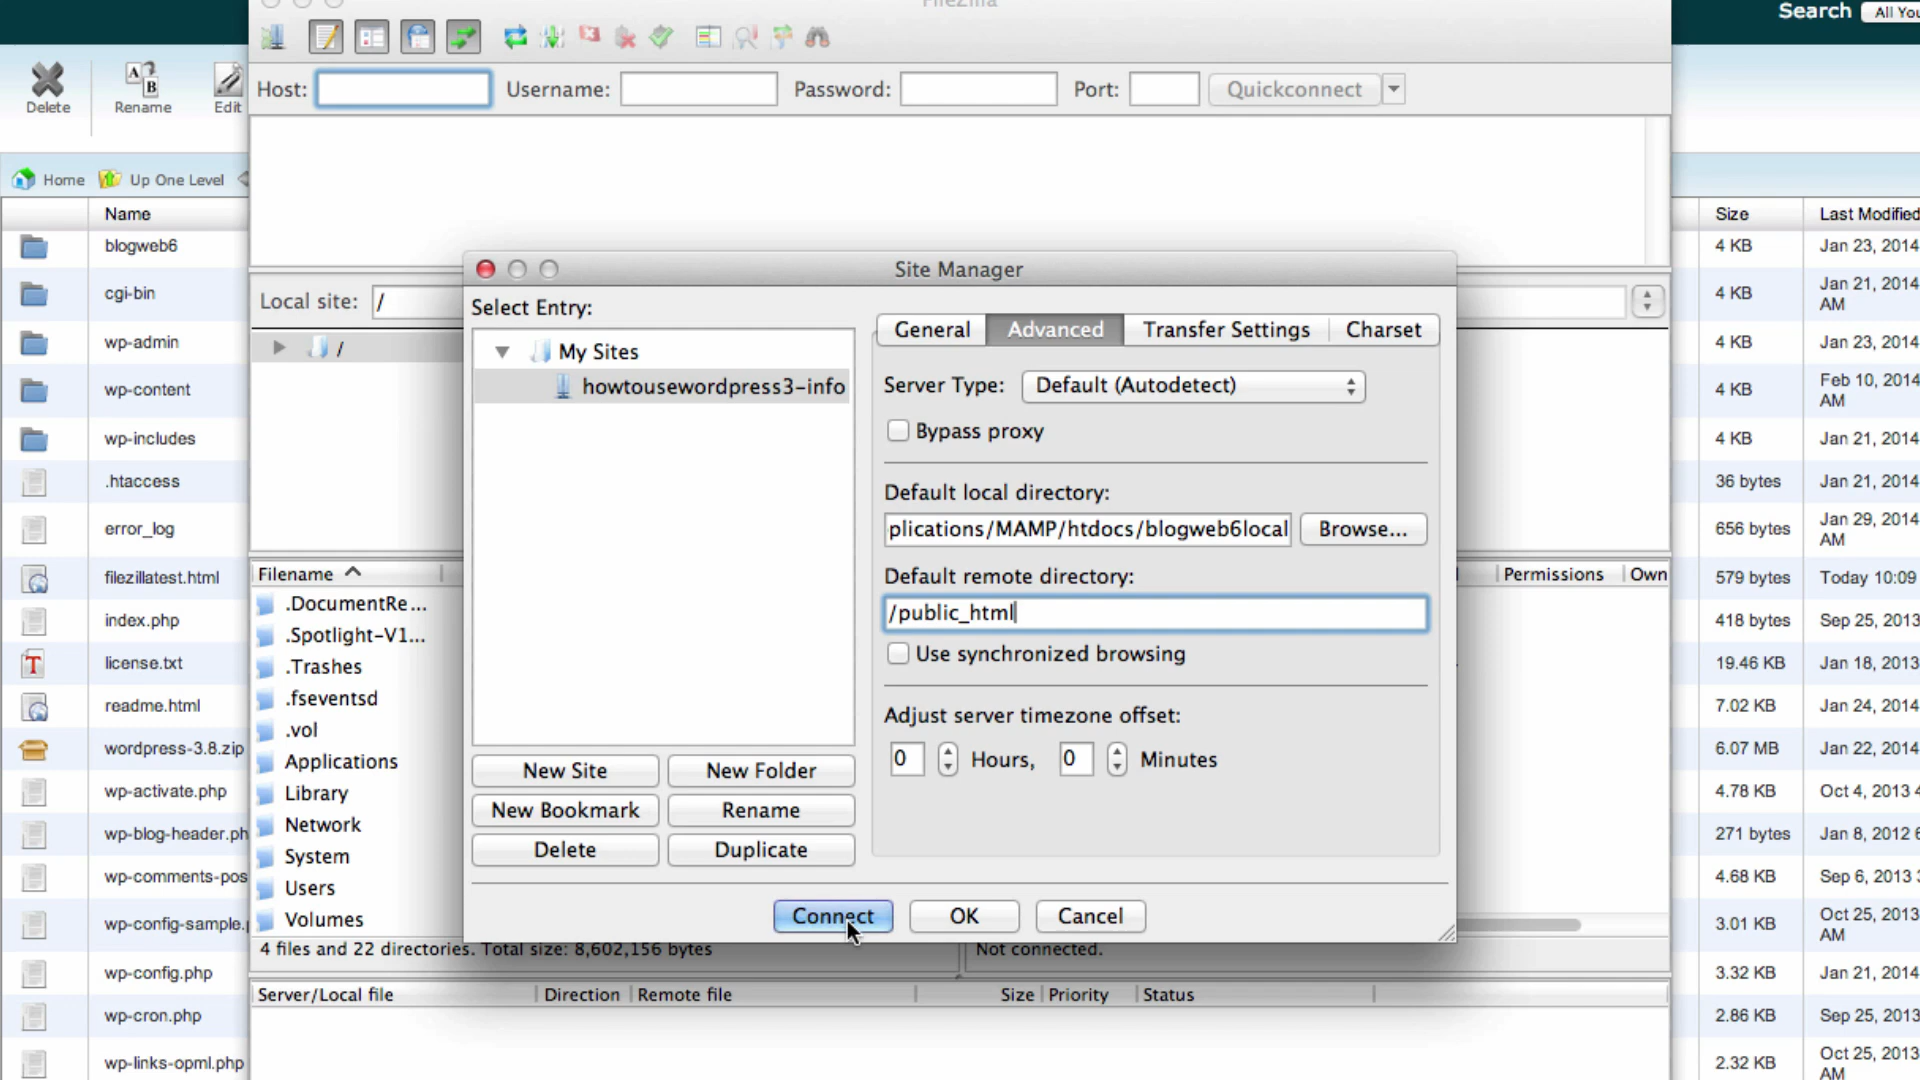 FileZilla
Search All You
Delete Rename Edit
Host: Username: Password: Port: Quickconnect
Home Up One Level
Name Size Last Modified
blogweb6 4 KB Jan 23, 2014
cgi-bin 4 KB Jan 21, 2014
AM
wp-admin 4 KB Jan 23, 2014
wp-content 4 KB Feb 10, 2014
AM
wp-includes 4 KB Jan 21, 2014
.htaccess 36 bytes Jan 21, 2014
error_log 656 bytes Jan 29, 2014
AM
filezillatest.html 579 bytes Today 10:09
index.php 418 bytes Sep 25, 2013
license.txt 19.46 KB Jan 18, 2013
readme.html 7.02 KB Jan 24, 2014
wordpress-3.8.zip 6.07 MB Jan 22, 2014
wp-activate.php 4.78 KB Oct 4, 2013 4
wp-blog-header.ph 271 bytes Jan 8, 2012 6
wp-comments-pos 4.68 KB Sep 6, 2013 3
wp-config-sample. 3.01 KB Oct 25, 2013
AM
wp-config.php 3.32 KB Jan 21, 2014
wp-cron.php 2.86 KB Sep 25, 2013
wp-links-opml.php 2.32 KB Oct 25, 2013
AM
Local site: /
/
Filename
Permissions Own
.DocumentRe...
.Spotlight-V1...
.Trashes
.fseventsd
.vol
Applications
Library
Network
System
Users
Volumes
4 files and 22 directories. Total size: 8,602,156 bytes
Not connected.
Server/Local file Direction Remote file Size Priority Status
Site Manager
Select Entry:
My Sites
howtousewordpress3-info
New Site New Folder
New Bookmark Rename
Delete Duplicate
General Advanced Transfer Settings Charset
Server Type: Default (Autodetect)
Bypass proxy
Default local directory:
plications/MAMP/htdocs/blogweb6local Browse...
Default remote directory:
/public_html
Use synchronized browsing
Adjust server timezone offset:
0 Hours, 0 Minutes
Connect OK Cancel